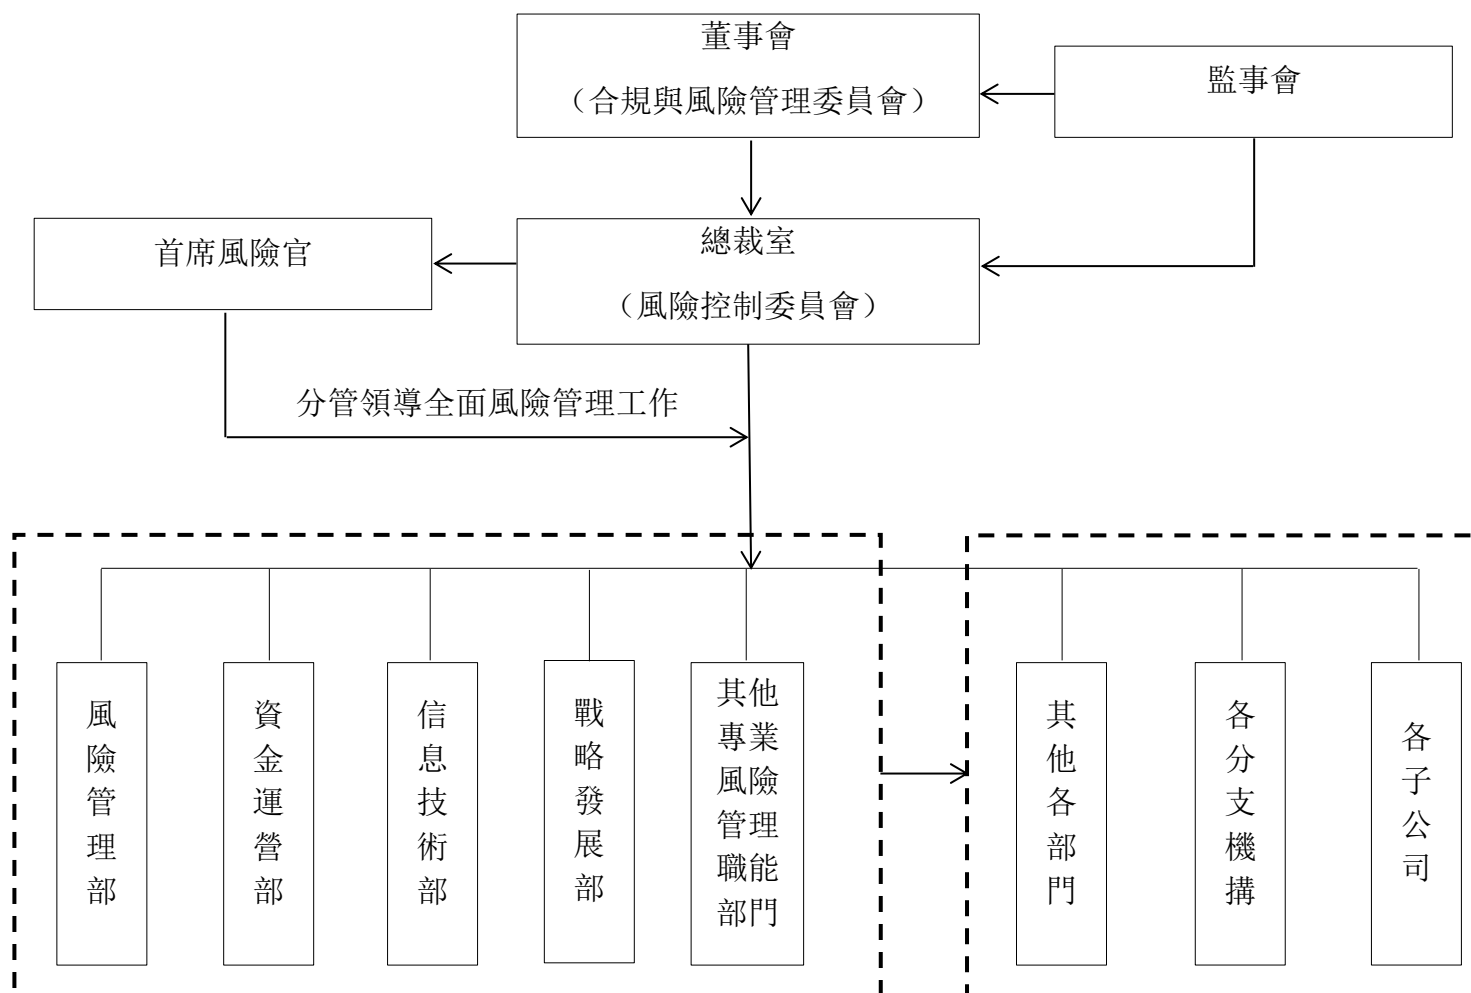 董事會
（合規與風險管理委員會）
監事會
首席風險官
總裁室
（風險控制委員會）
分管領導全面風險管理工作
風險管理部
資金運營部
信息技術部
戰略發展部
其他
專業
風險
管理
職能
部門
其他各部門
各分支機搆
各子公司